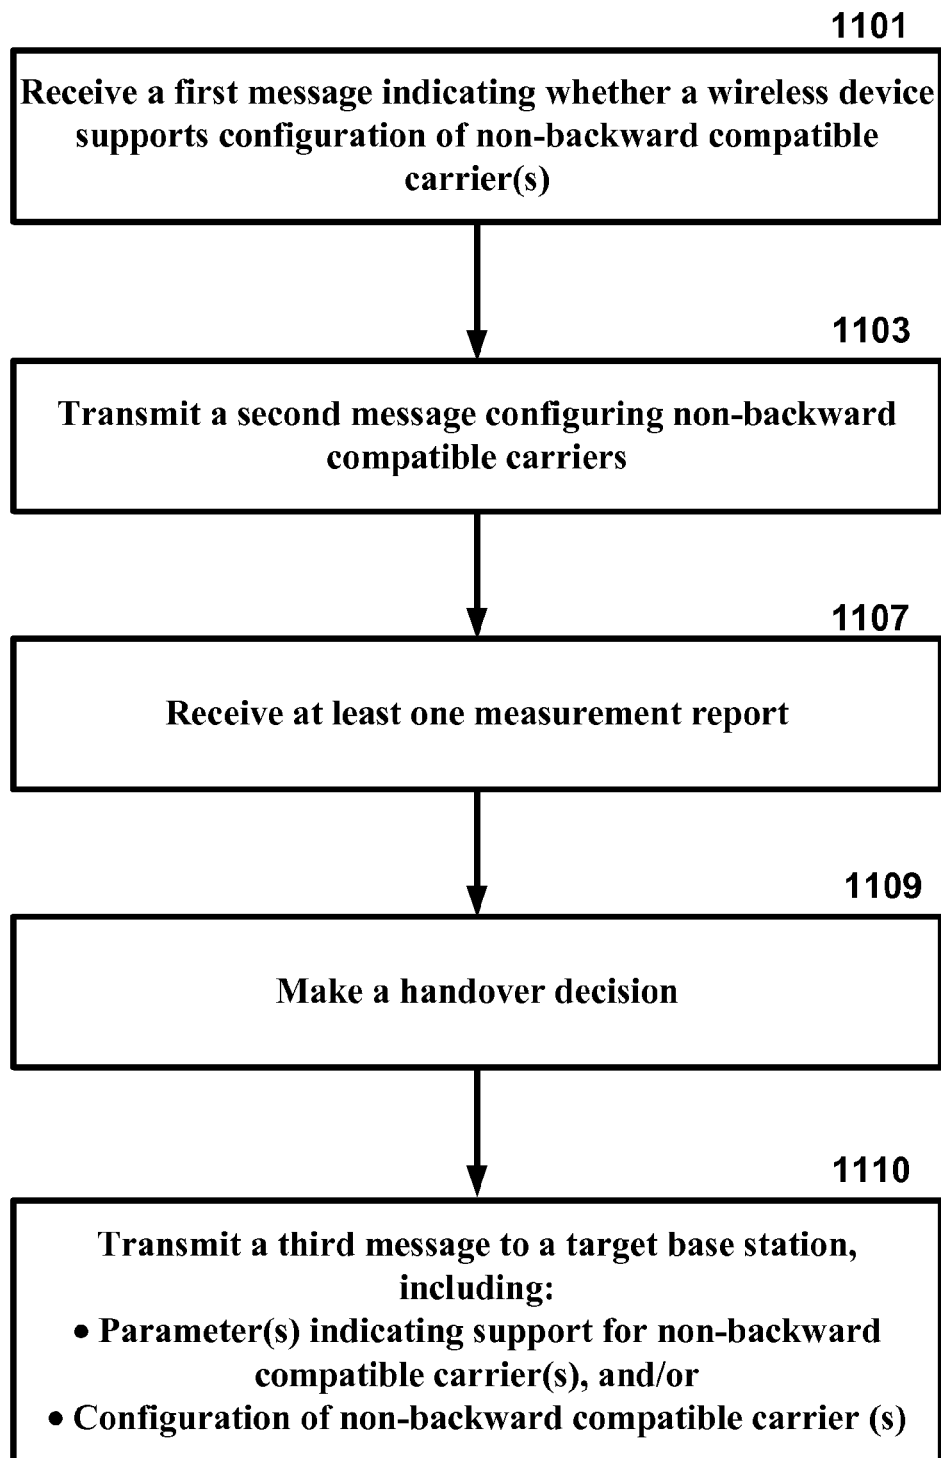 1101
Receive a first message indicating whether a wireless device
supports configuration of non-backward compatible
carrier(s)
1103
Transmit a second message configuring non-backward
compatible carriers
1107
Receive at least one measurement report
1109
Make a handover decision
1110
Transmit a third message to a target base station,
including:
• Parameter(s) indicating support for non-backward
compatible carrier(s), and/or
• Configuration of non-backward compatible carrier (s)